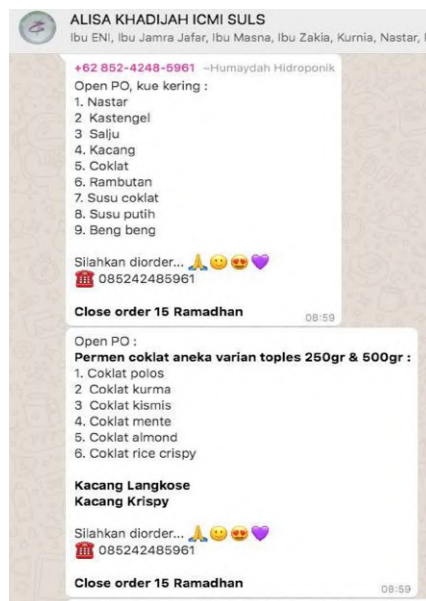 ALISA KHADIJAH ICMI SULS
Ibu ENI, Ibu Jamra Jafar, Ibu Masna, Ibu Zakia, Kurnia, Nastar,
+62 852-4248-5961 ~Humaydah Hidroponik
Open PO, kue kering :
1. Nastar
2 Kastengel
3 Salju
4. Kacang
5. Coklat
6. Rambutan
7. Susu coklat
8. Susu putih
9. Beng beng
Silahkan diorder... 🙏🙂😍💜
☎️ 085242485961
Close order 15 Ramadhan
08:59
Open PO :
Permen coklat aneka varian toples 250gr & 500gr :
1. Coklat polos
2 Coklat kurma
3 Coklat kismis
4. Coklat mente
5. Coklat almond
6. Coklat rice crispy
Kacang Langkose
Kacang Krispy
Silahkan diorder... 🙏🙂😍💜
☎️ 085242485961
Close order 15 Ramadhan
08:59